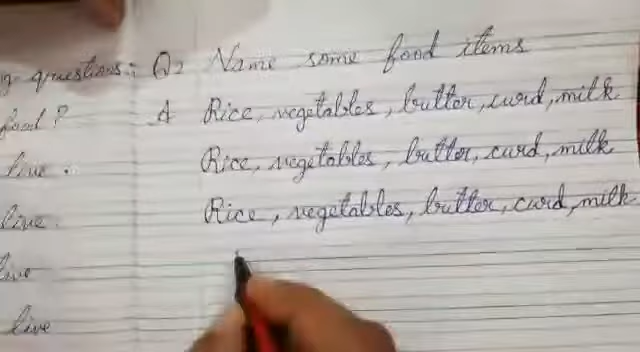 questions: Q2 Name some food items
food? A Rice, vegetables, butter, curd, milk
live. Rice, vegetables, butter, curd, milk
live. Rice, vegetables, butter, curd, milk
live
live